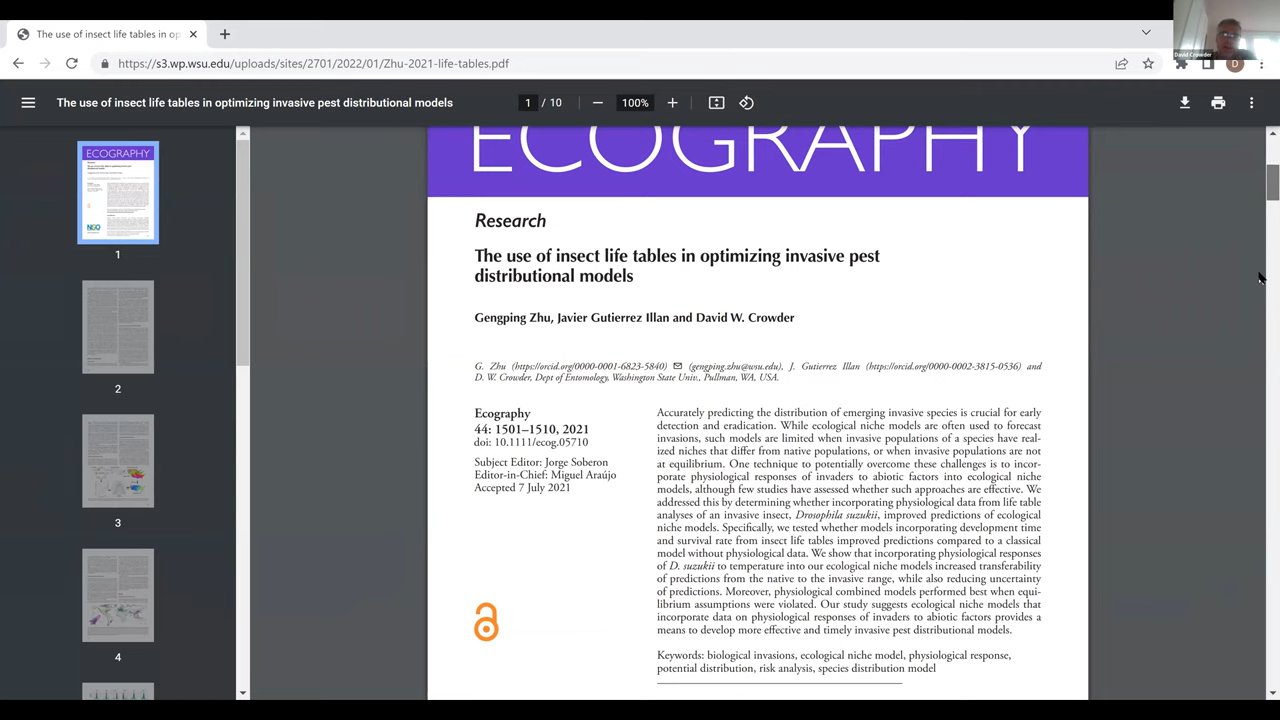 The use of insect life tables in op
David Crowder
https://s3.wp.wsu.edu/uploads/sites/2701/2022/01/Zhu-2021-life-tables.pdf
D
The use of insect life tables in optimizing invasive pest distributional models
1 / 10
100%
ECOGRAPHY
1
2
3
4
ECOGRAPHY
Research
The use of insect life tables in optimizing invasive pest
distributional models
Gengping Zhu, Javier Gutierrez Illan and David W. Crowder
G. Zhu (https://orcid.org/0000-0001-6823-5840) ✉ (gengping.zhu@wsu.edu), J. Gutierrez Illan (https://orcid.org/0000-0002-3815-0536) and
D. W. Crowder, Dept of Entomology, Washington State Univ., Pullman, WA, USA.
Ecography
44: 1501–1510, 2021
doi: 10.1111/ecog.05710
Subject Editor: Jorge Soberon
Editor-in-Chief: Miguel Araújo
Accepted 7 July 2021
Accurately predicting the distribution of emerging invasive species is crucial for early
detection and eradication. While ecological niche models are often used to forecast
invasions, such models are limited when invasive populations of a species have real-
ized niches that differ from native populations, or when invasive populations are not
at equilibrium. One technique to potentially overcome these challenges is to incor-
porate physiological responses of invaders to abiotic factors into ecological niche
models, although few studies have assessed whether such approaches are effective. We
addressed this by determining whether incorporating physiological data from life table
analyses of an invasive insect, Drosophila suzukii, improved predictions of ecological
niche models. Specifically, we tested whether models incorporating development time
and survival rate from insect life tables improved predictions compared to a classical
model without physiological data. We show that incorporating physiological responses
of D. suzukii to temperature into our ecological niche models increased transferability
of predictions from the native to the invasive range, while also reducing uncertainty
of predictions. Moreover, physiological combined models performed best when equi-
librium assumptions were violated. Our study suggests ecological niche models that
incorporate data on physiological responses of invaders to abiotic factors provides a
means to develop more effective and timely invasive pest distributional models.
Keywords: biological invasions, ecological niche model, physiological response,
potential distribution, risk analysis, species distribution model